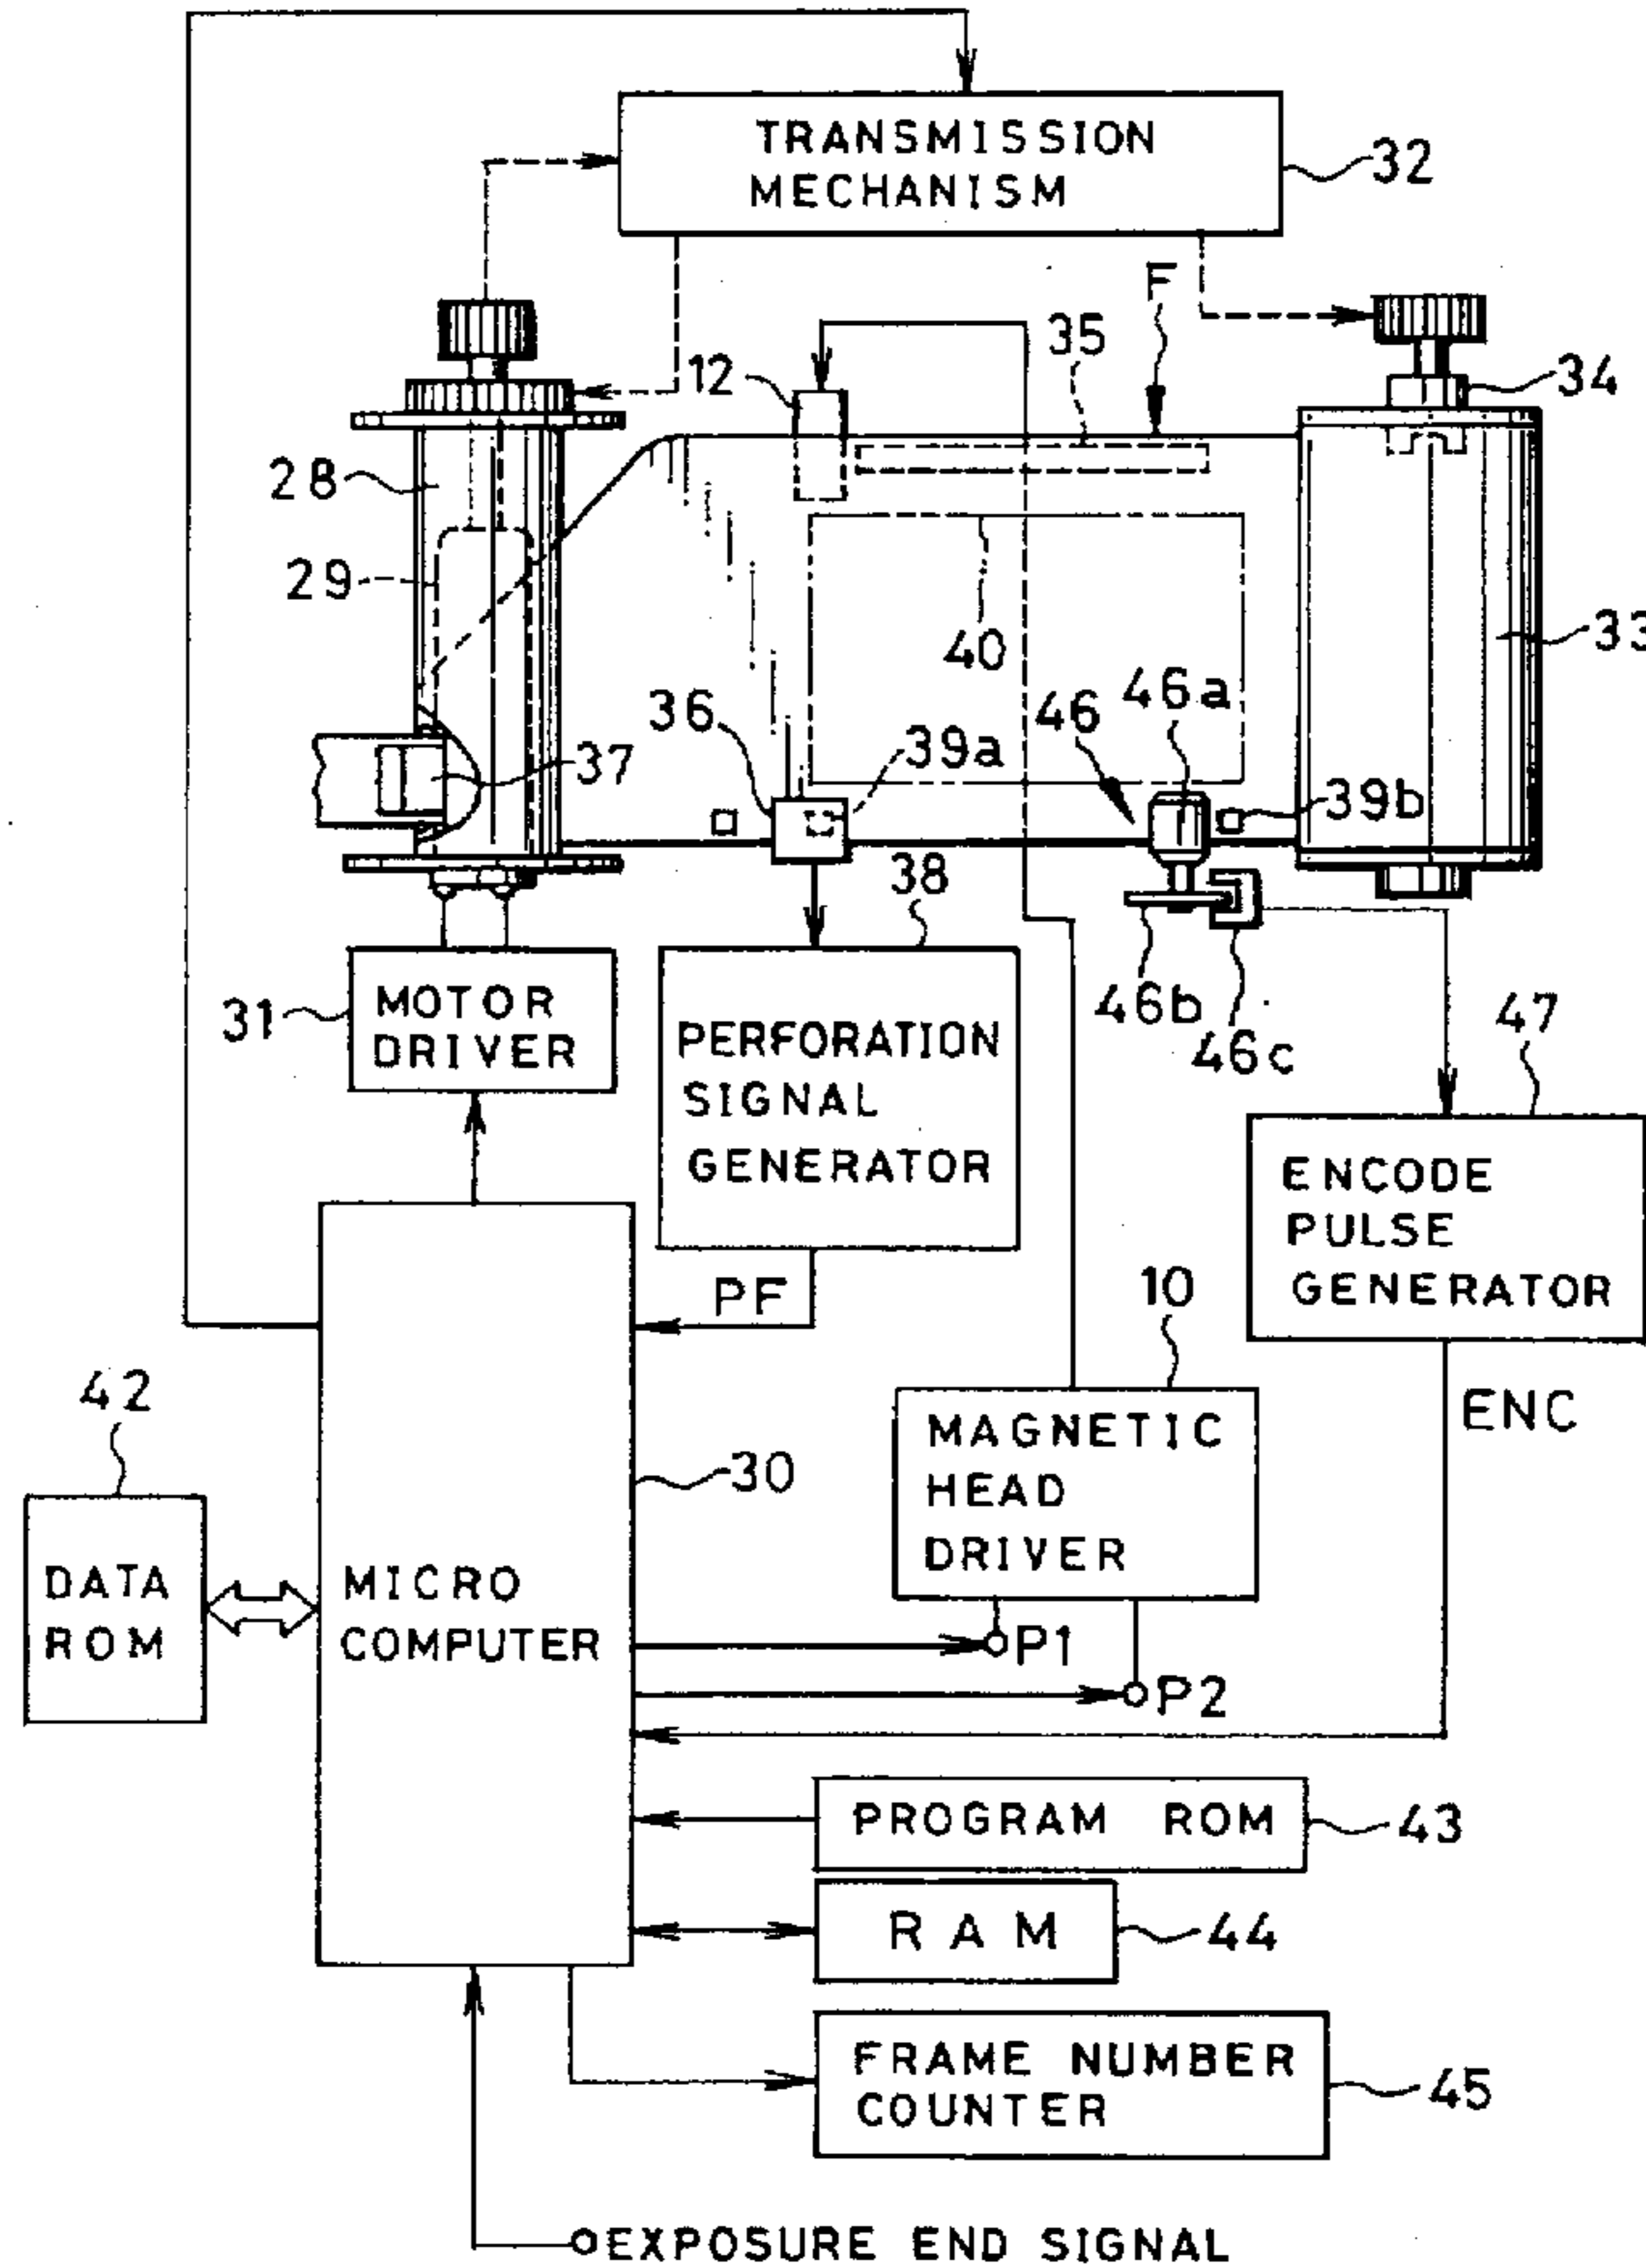 TRANSMISSION
MECHANISM
32
F
35
12
34
28
29
40
33
46a
36
46
39a
37
39b
38
31
MOTOR
DRIVER
46b
46c
47
PERFORATION
SIGNAL
GENERATOR
ENCODE
PULSE
GENERATOR
PF
10
42
ENC
MAGNETIC
HEAD
DRIVER
30
DATA
ROM
MICRO
COMPUTER
P1
P2
PROGRAM ROM
43
RAM
44
FRAME NUMBER
COUNTER
45
EXPOSURE END SIGNAL